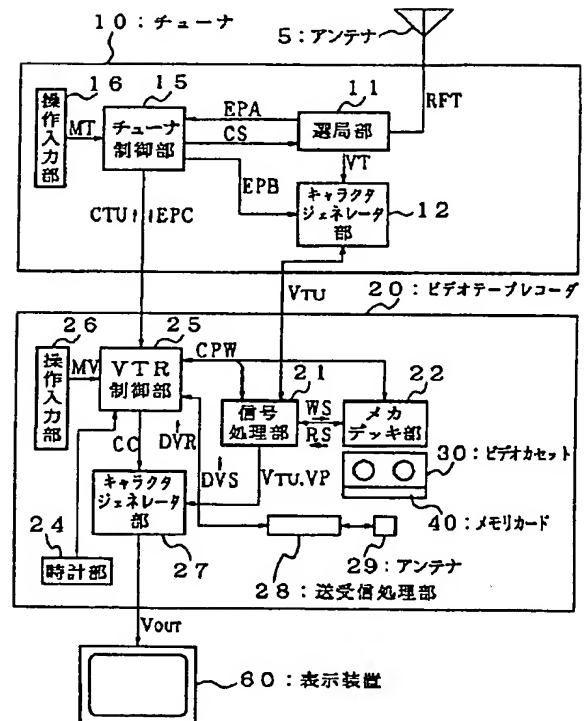 10:チューナ
5:アンテナ
16
15
11
操作入力部
MT
チューナ
制御部
EPA
CS
選局部
RFT
VT
EPB
キャラクタ
ジェネレータ
部
12
CTU
EPC
VTU
20:ビデオテープレコーダ
26
25
操作入力部
MV
VTR
制御部
CPW
21
22
信号
処理部
WS
RS
メカ
デッキ部
CC
DVR
DVS
VTU.VP
30:ビデオカセット
キャラクタ
ジェネレータ
部
40:メモリカード
24
時計部
27
28:送受信処理部
29:アンテナ
VOUT
60:表示装置